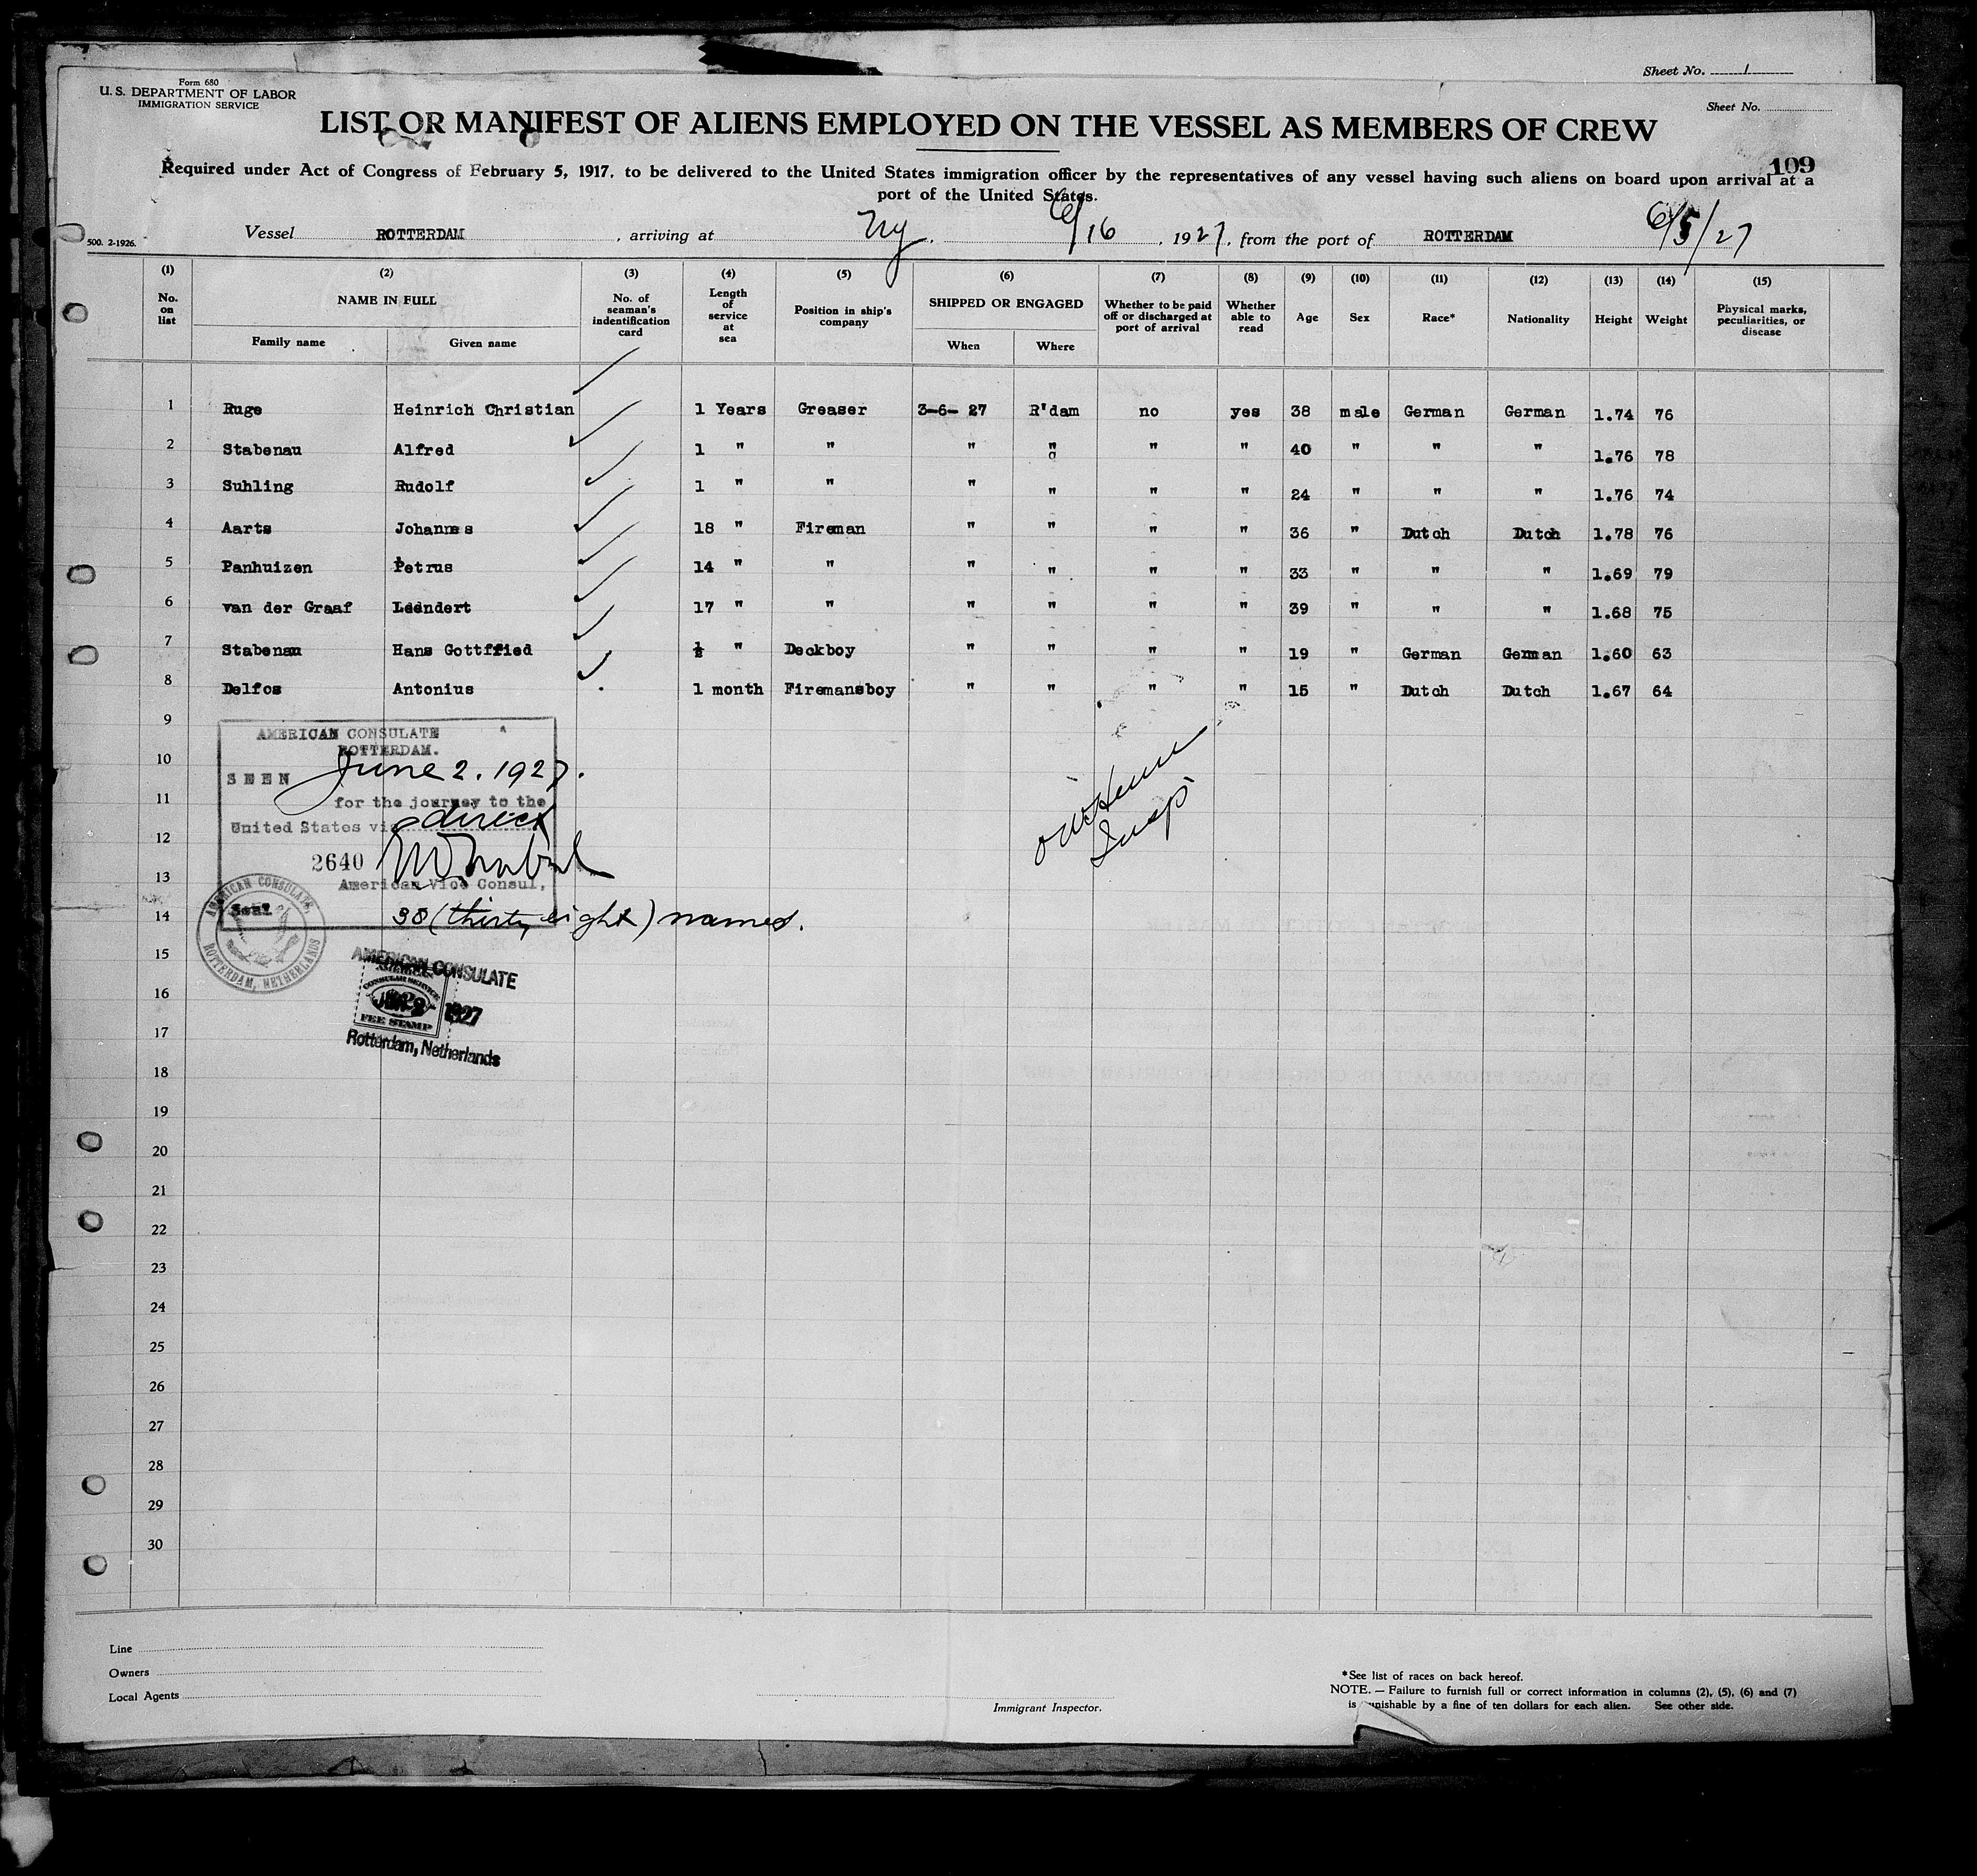 Sheet No. 1
Form 680
U. S. DEPARTMENT OF LABOR
IMMIGRATION SERVICE
Sheet No.
LIST OR MANIFEST OF ALIENS EMPLOYED ON THE VESSEL AS MEMBERS OF CREW
109
Required under Act of Congress of February 5, 1917, to be delivered to the United States immigration officer by the representatives of any vessel having such aliens on board upon arrival at a
port of the United States.
500. 2-1926.
Vessel ROTTERDAM, arriving at Ny. 6/16, 1927, from the port of ROTTERDAM 6/5/27
(1) (2) (3) (4) (5) (6) (7) (8) (9) (10) (11) (12) (13) (14) (15)
No. on list NAME IN FULL Family name Given name No. of seaman's indentification card Length of service at sea Position in ship's company SHIPPED OR ENGAGED When Where Whether to be paid off or discharged at port of arrival Whether able to read Age Sex Race* Nationality Height Weight Physical marks, peculiarities, or disease
1 Ruge Heinrich Christian 1 Years Greaser 3-6- 27 R'dam no yes 38 male German German 1.74 76
2 Stabenau Alfred 1 " " " " " " 40 " " " 1.76 78
3 Suhling Rudolf 1 " " " " " " 24 " " " 1.76 74
4 Aarts Johannes 18 " Fireman " " " " 36 " Dutch Dutch 1.78 76
5 Panhuizen Petrus 14 " " " " " " 33 " " " 1.69 79
6 van der Graaf Leendert 17 " " " " " " 39 " " " 1.68 75
7 Stabenau Hans Gottfried ½ " Deckboy " " " " 19 " German German 1.60 63
8 Delfos Antonius 1 month Firemansboy " " " " 15 " Dutch Dutch 1.67 64
9
AMERICAN CONSULATE
ROTTERDAM.
10
SEEN June 2. 1927.
11
for the journey to the
United States via direct
12
2640
13
American Vice Consul,
Seal
14
38 (thirty eight) names.
AMERICAN CONSULATE, ROTTERDAM, NETHERLANDS
15
AMERICAN CONSULATE
16
AMERICAN
CONSULAR SERVICE
JUN 2 1927
FEE STAMP
17
Rotterdam, Netherlands
18
19
20
21
22
23
24
25
26
27
28
29
30
Line
Owners
Local Agents
Immigrant Inspector.
*See list of races on back hereof.
NOTE. — Failure to furnish full or correct information in columns (2), (5), (6) and (7)
is punishable by a fine of ten dollars for each alien. See other side.